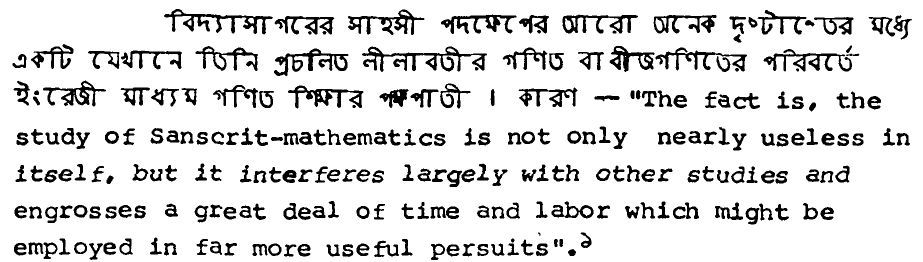 বিদ্যাসাগরের সাহসী পদক্ষেপের আরো অনেক দৃষ্টান্তের মধ্যে
একটি যেখানে তিনি প্রচলিত লীলাবতীর গণিত বা বীজগণিতের পরিবর্তে
ইংরেজী মাধ্যম গণিত শিক্ষার পক্ষপাতী । কারণ — "The fact is, the
study of Sanscrit-mathematics is not only nearly useless in
itself, but it interferes largely with other studies and
engrosses a great deal of time and labor which might be
employed in far more useful persuits".৯